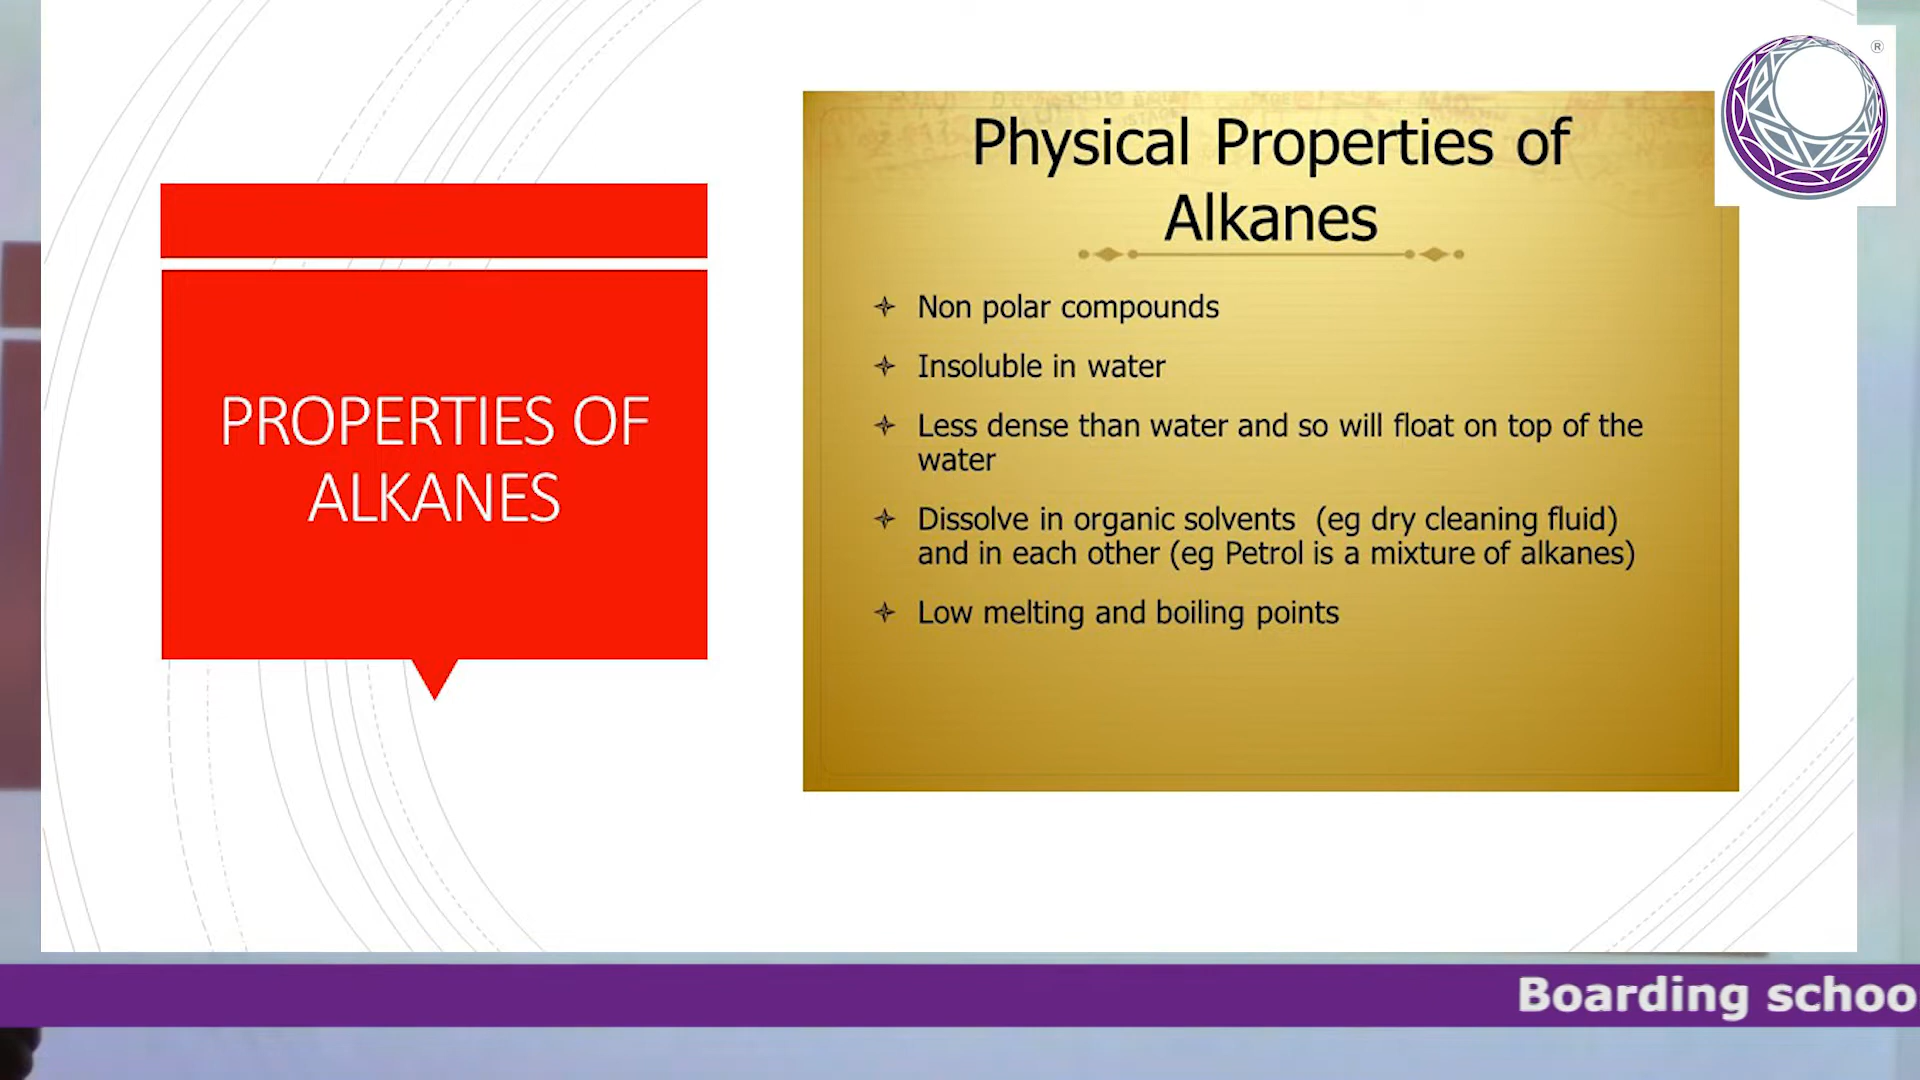 PROPERTIES OF
ALKANES
Physical Properties of
Alkanes
Non polar compounds
Insoluble in water
Less dense than water and so will float on top of the
water
Dissolve in organic solvents (eg dry cleaning fluid)
and in each other (eg Petrol is a mixture of alkanes)
Low melting and boiling points
®
Boarding schoo